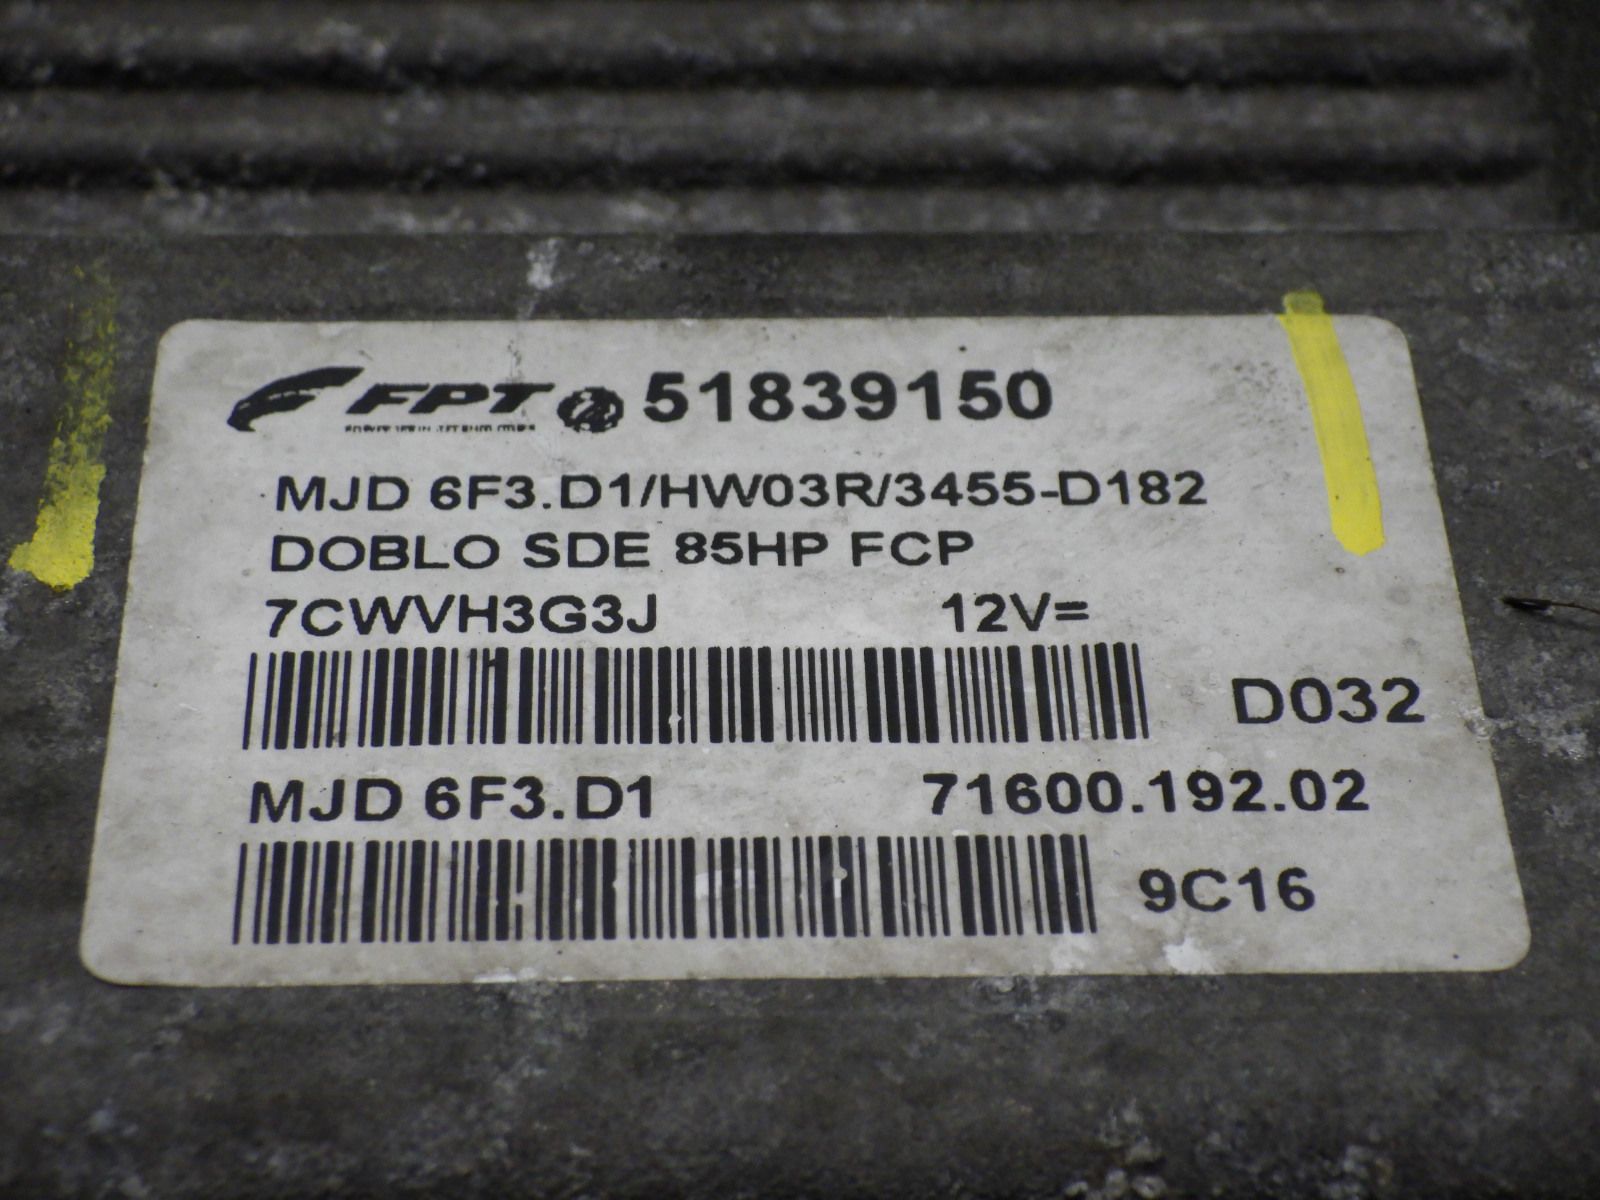 FPT 51839150
MJD 6F3.D1/HW03R/3455-D182
DOBLO SDE 85HP FCP
7CWVH3G3J 12V=
D032
MJD 6F3.D1 71600.192.02
9C16